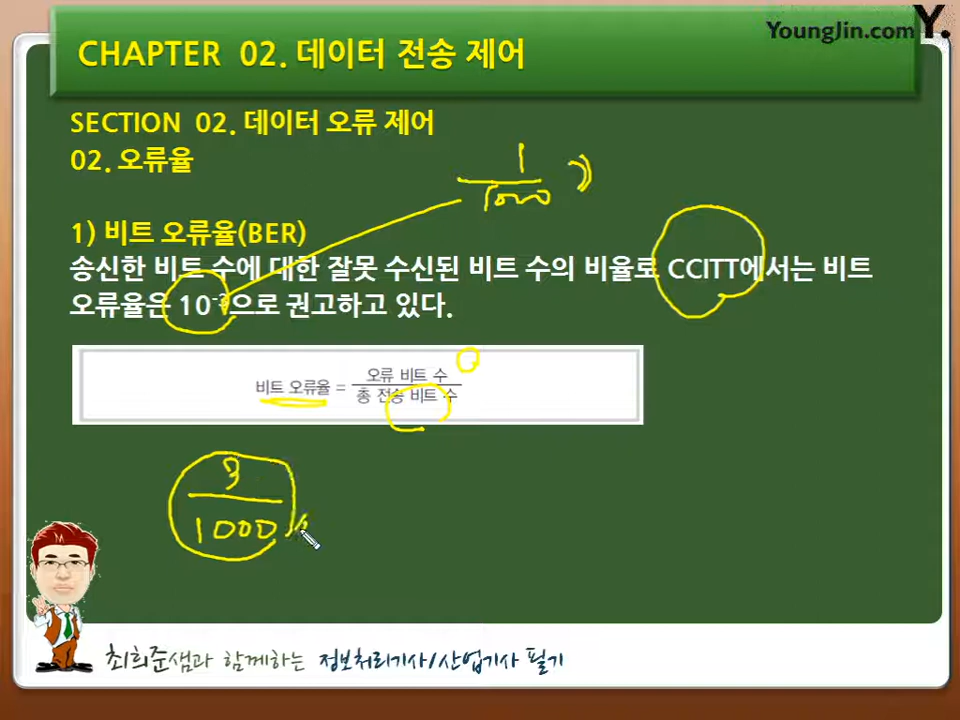 YoungJin.com Y.
CHAPTER 02. 데이터 전송 제어
SECTION 02. 데이터 오류 제어
02. 오류율
1
1000
1) 비트 오류율(BER)
송신한 비트 수에 대한 잘못 수신된 비트 수의 비율로 CCITT에서는 비트
오류율은 10-3으로 권고하고 있다.
비트 오류율 = 오류 비트 수
총 전송 비트 수
3
1000
최희준샘과 함께하는 정보처리기사/산업기사 필기